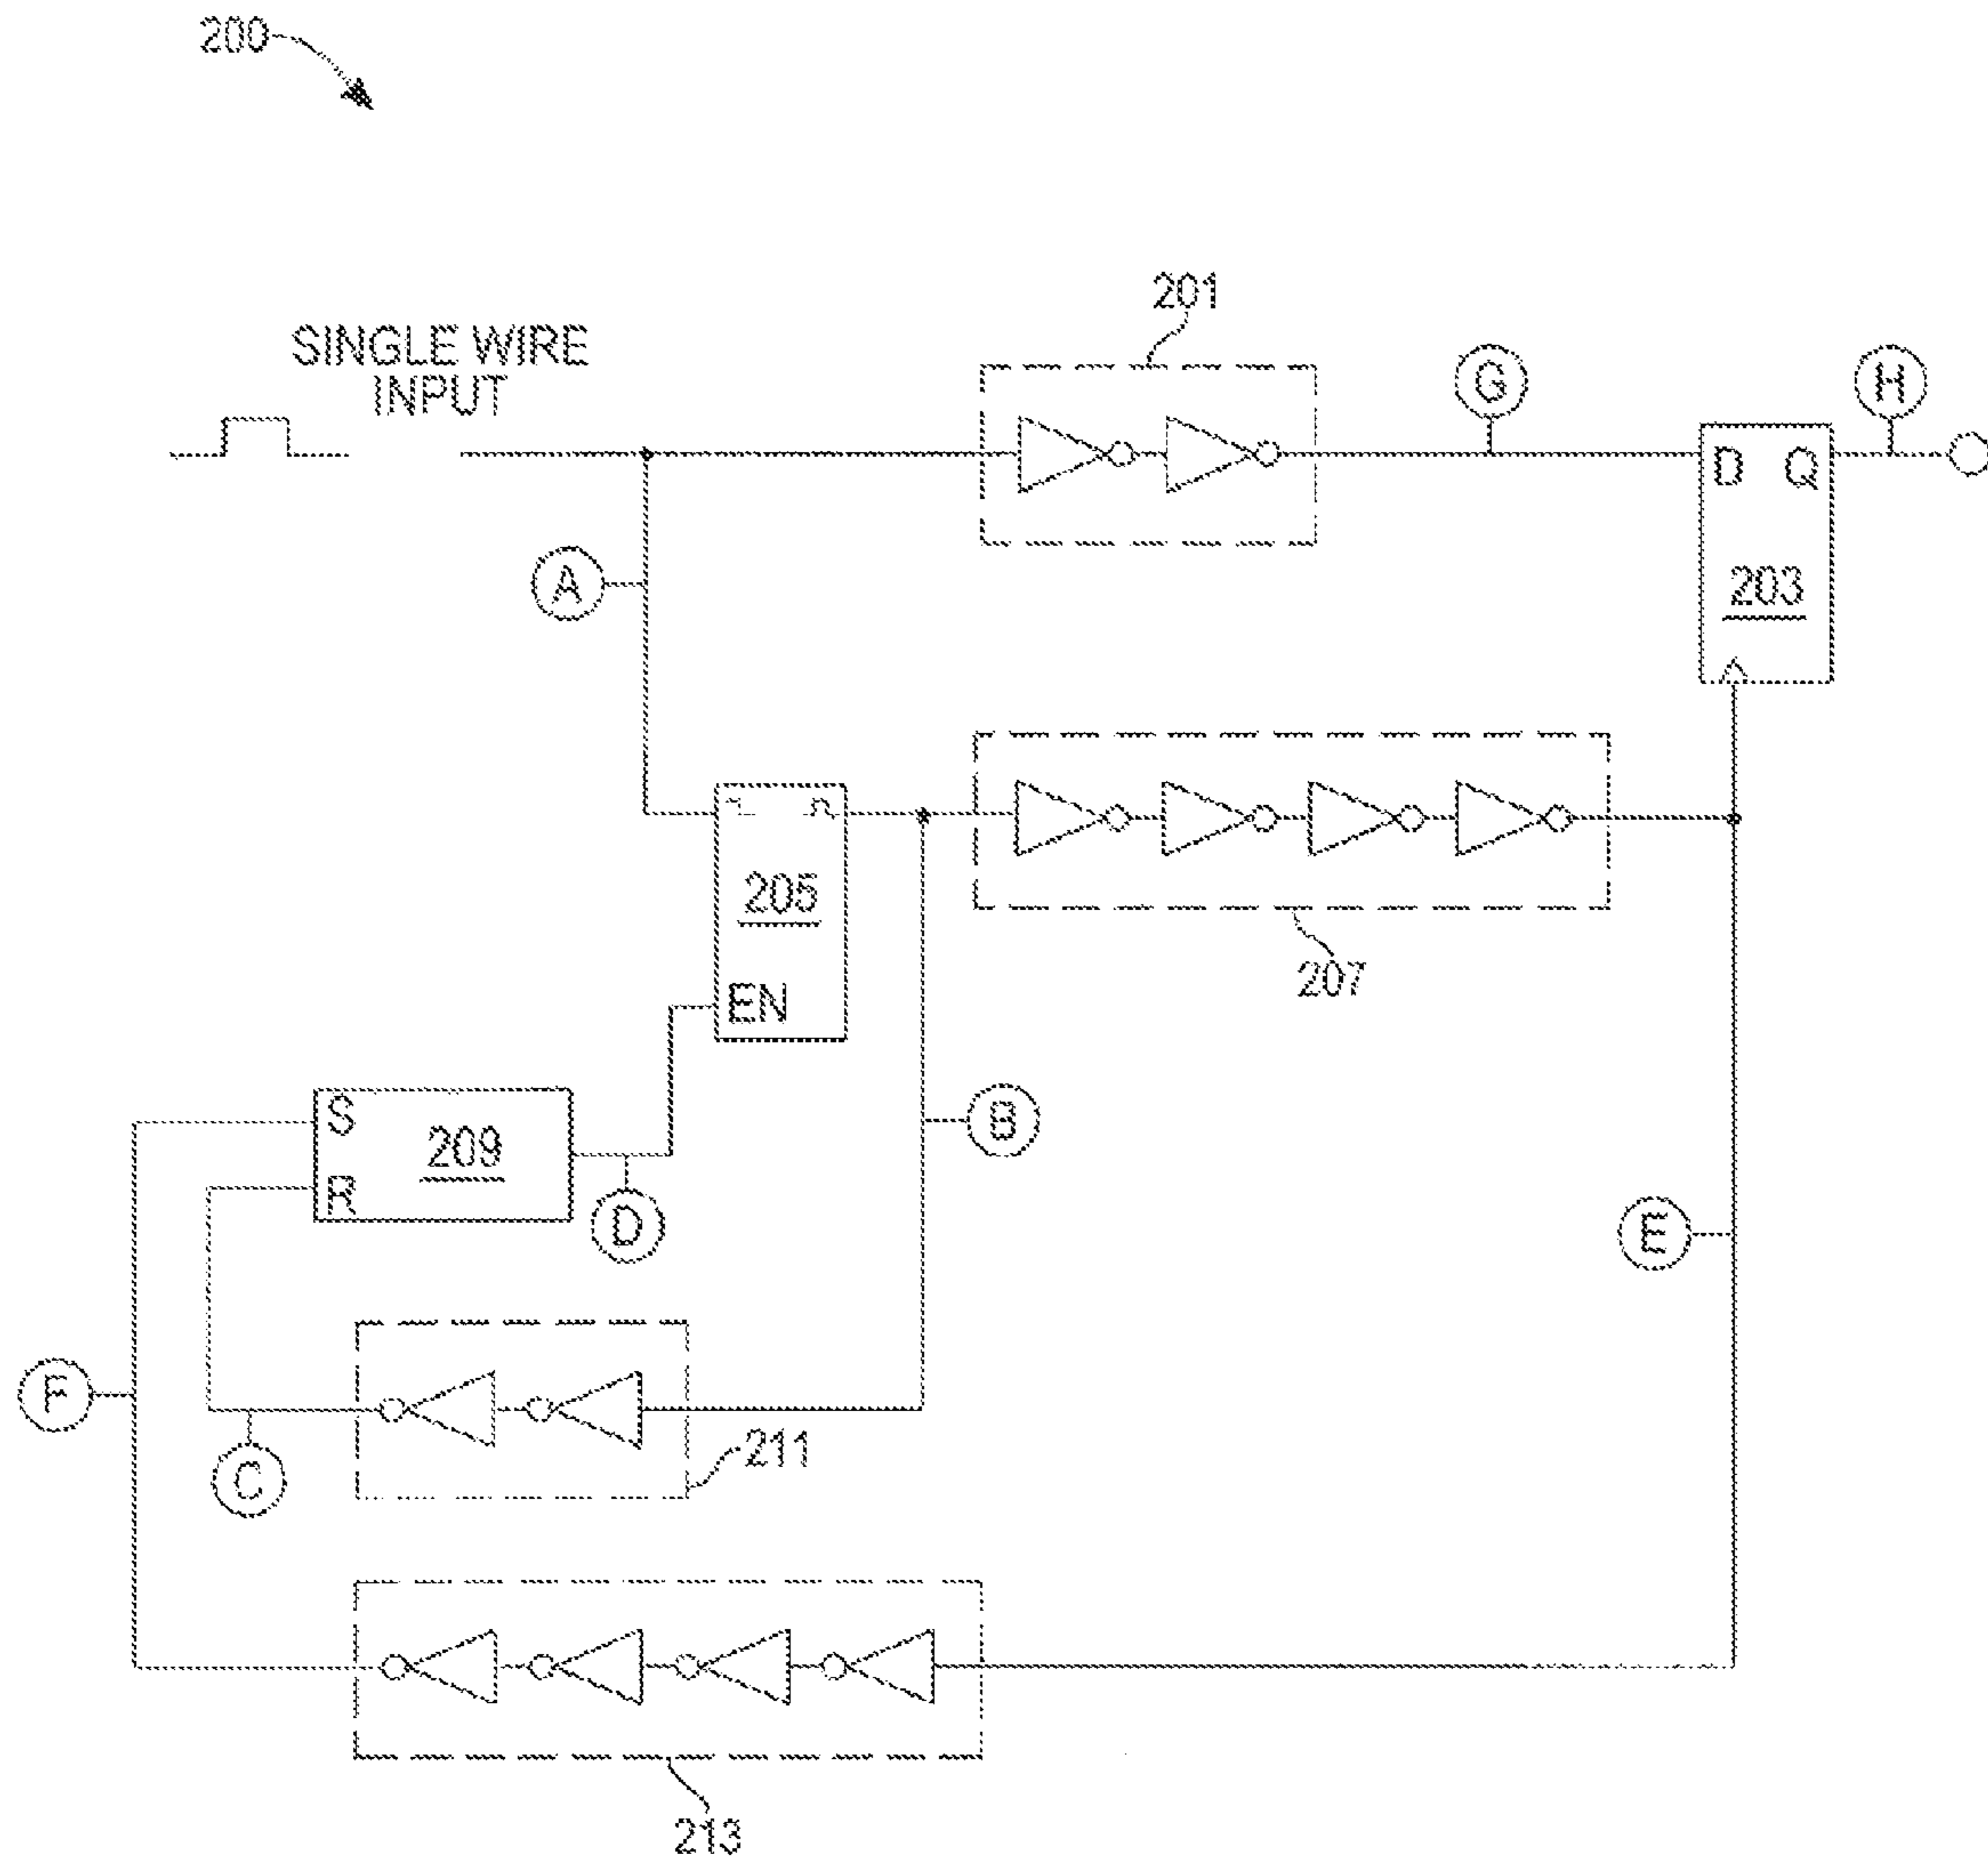 200
201
SINGLE WIRE
INPUT
G
H
D Q
A
203
205
EN
207
S
209
R
B
D
E
F
211
C
213